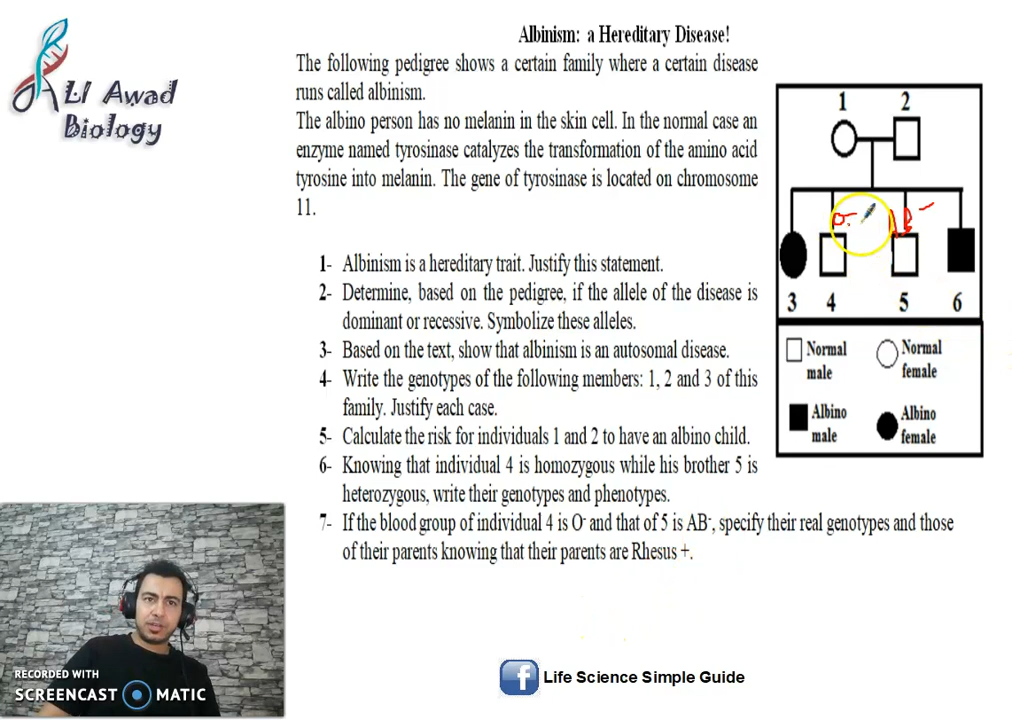 Albinism: a Hereditary Disease!
The following pedigree shows a certain family where a certain disease
runs called albinism.
The albino person has no melanin in the skin cell. In the normal case an
enzyme named tyrosinase catalyzes the transformation of the amino acid
tyrosine into melanin. The gene of tyrosinase is located on chromosome
11.
1- Albinism is a hereditary trait. Justify this statement.
2- Determine, based on the pedigree, if the allele of the disease is
dominant or recessive. Symbolize these alleles.
3- Based on the text, show that albinism is an autosomal disease.
4- Write the genotypes of the following members: 1, 2 and 3 of this
family. Justify each case.
5- Calculate the risk for individuals 1 and 2 to have an albino child.
6- Knowing that individual 4 is homozygous while his brother 5 is
heterozygous, write their genotypes and phenotypes.
7- If the blood group of individual 4 is O- and that of 5 is AB-, specify their real genotypes and those
of their parents knowing that their parents are Rhesus +.
ALI Awad
Biology
1 2
O- AB-
3 4 5 6
Normal
male
Normal
female
Albino
male
Albino
female
RECORDED WITH
SCREENCAST MATIC
f Life Science Simple Guide